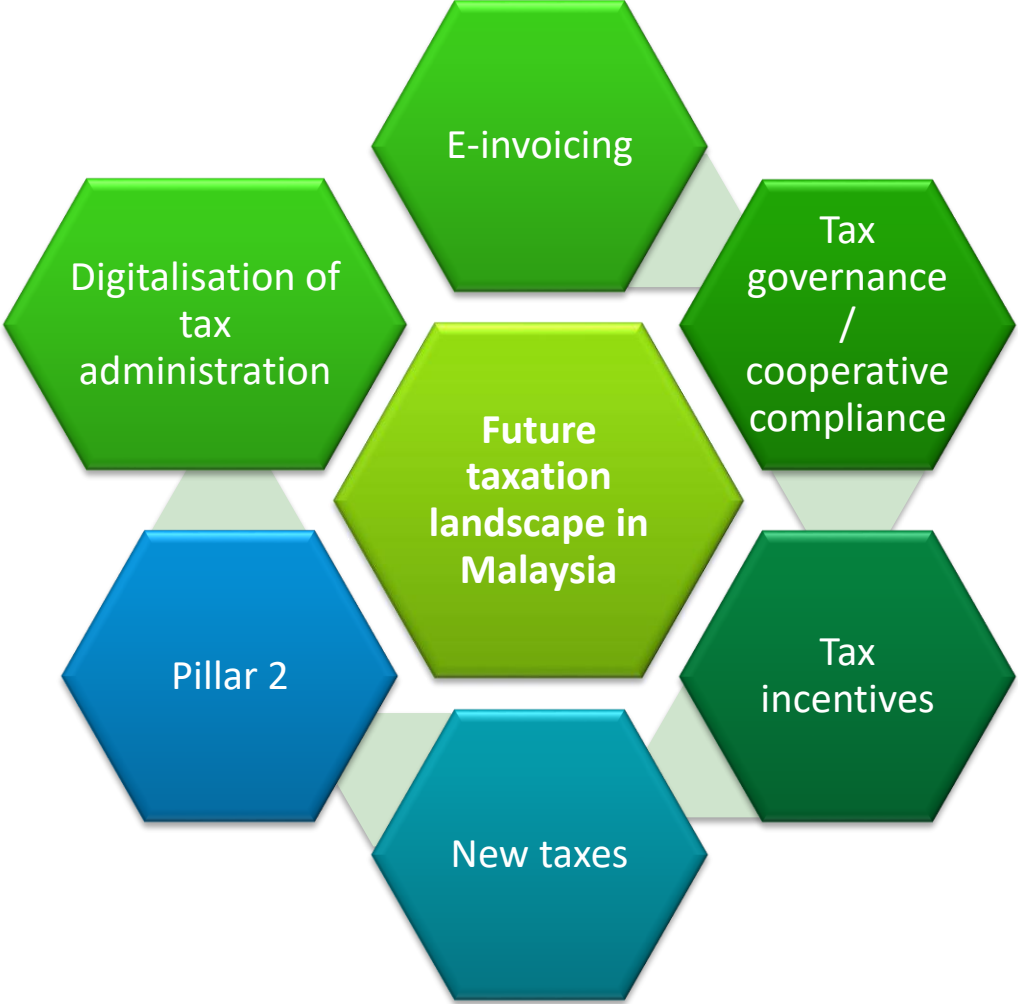 E-invoicing
Tax
governance
/
cooperative
compliance
Digitalisation of
tax
administration
Future
taxation
landscape in
Malaysia
Pillar 2
Tax
incentives
New taxes